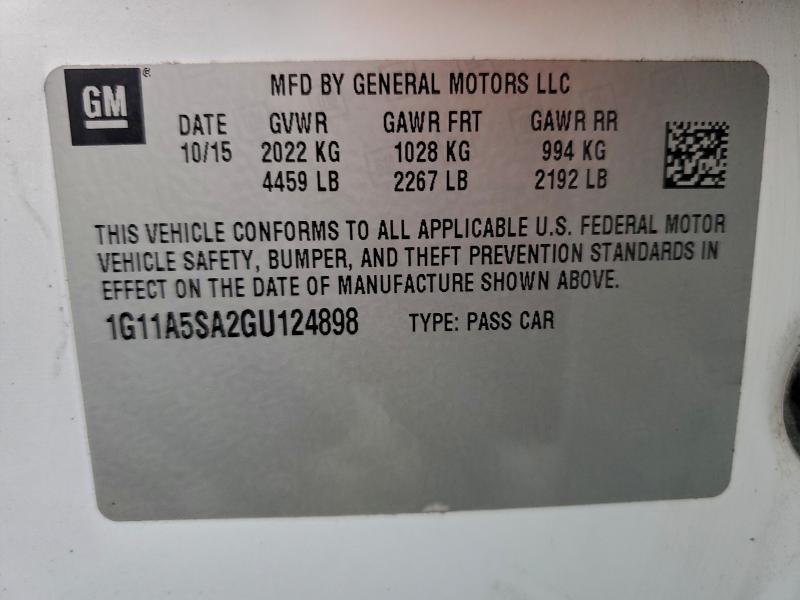 GM®
MFD BY GENERAL MOTORS LLC
DATE GVWR GAWR FRT GAWR RR
10/15 2022 KG 1028 KG 994 KG
4459 LB 2267 LB 2192 LB
THIS VEHICLE CONFORMS TO ALL APPLICABLE U.S. FEDERAL MOTOR
VEHICLE SAFETY, BUMPER, AND THEFT PREVENTION STANDARDS IN
EFFECT ON THE DATE OF MANUFACTURE SHOWN ABOVE.
1G11A5SA2GU124898 TYPE: PASS CAR